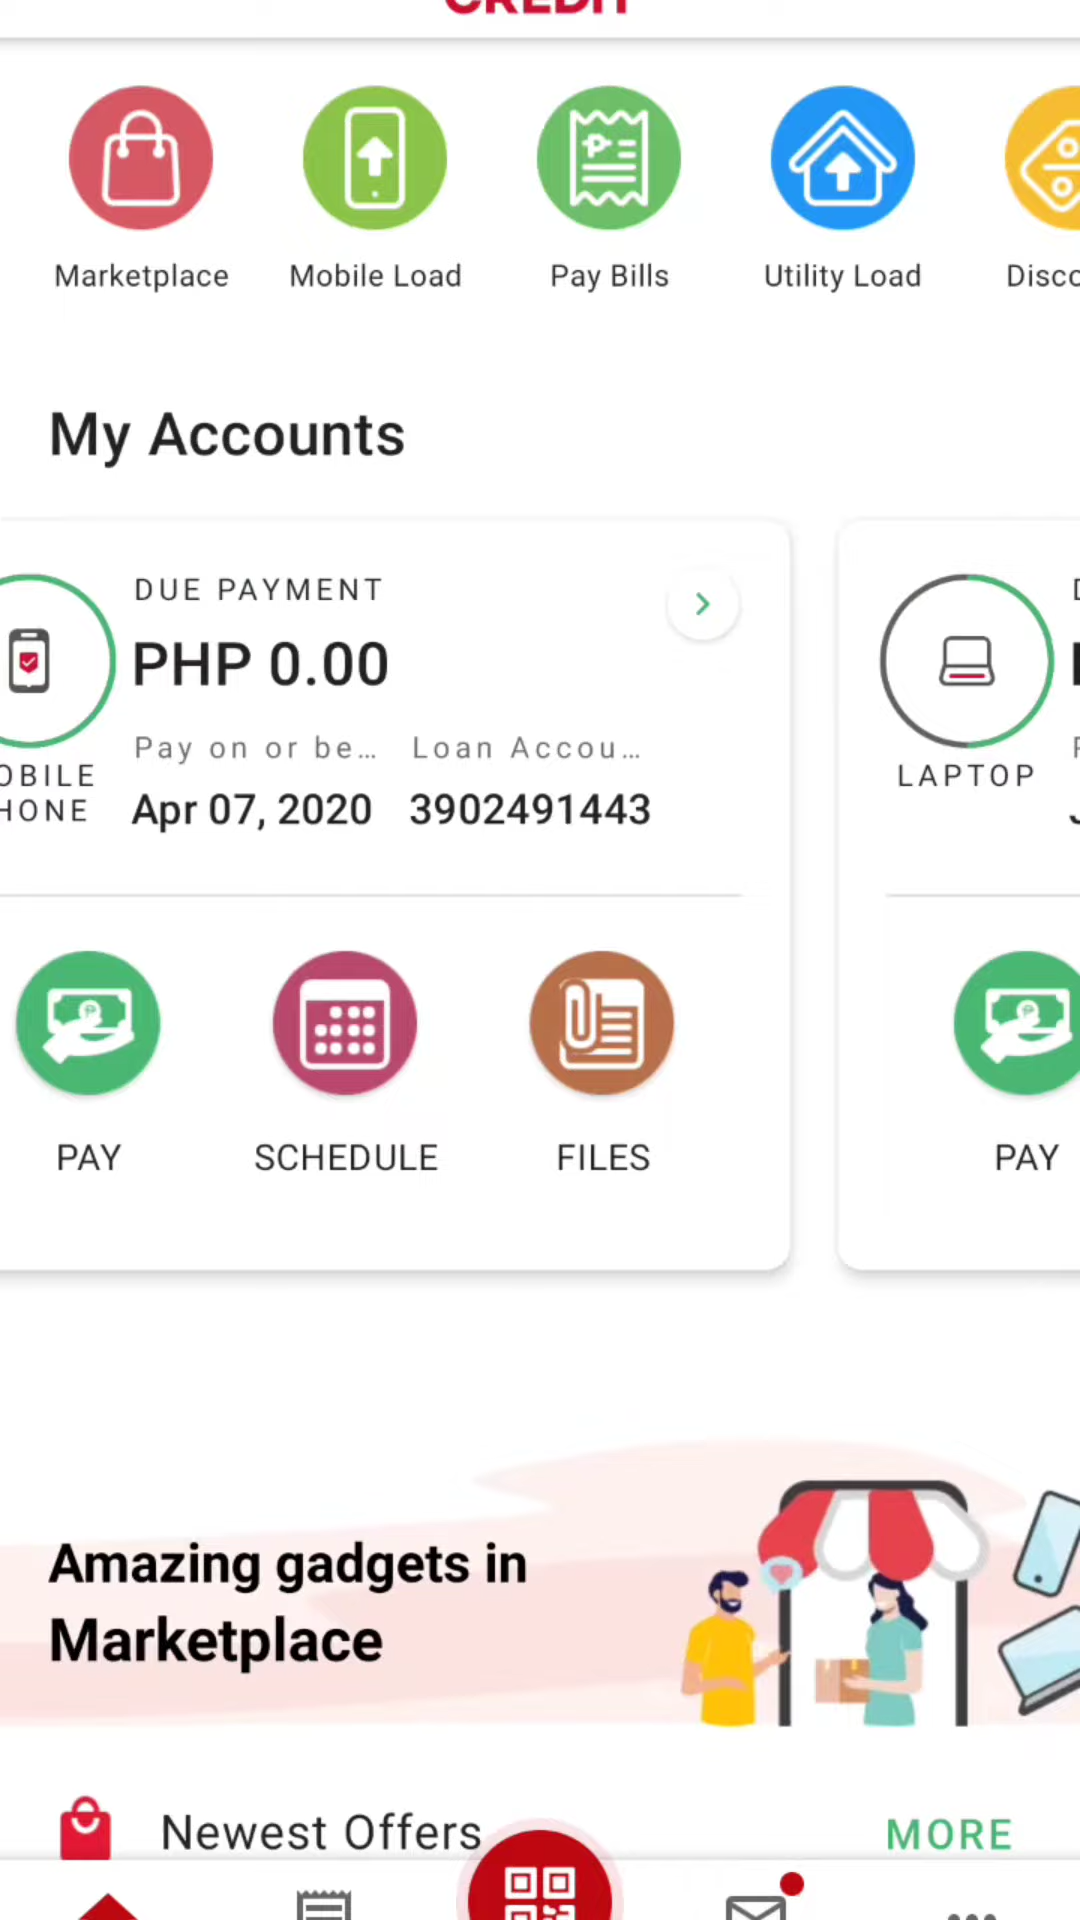 CREDIT
Marketplace Mobile Load Pay Bills Utility Load Disco
My Accounts
DUE PAYMENT
PHP 0.00
Pay on or be... Loan Accou...
Apr 07, 2020 3902491443
OBILE
HONE
LAPTOP
PAY SCHEDULE FILES
PAY
Amazing gadgets in
Marketplace
Newest Offers MORE